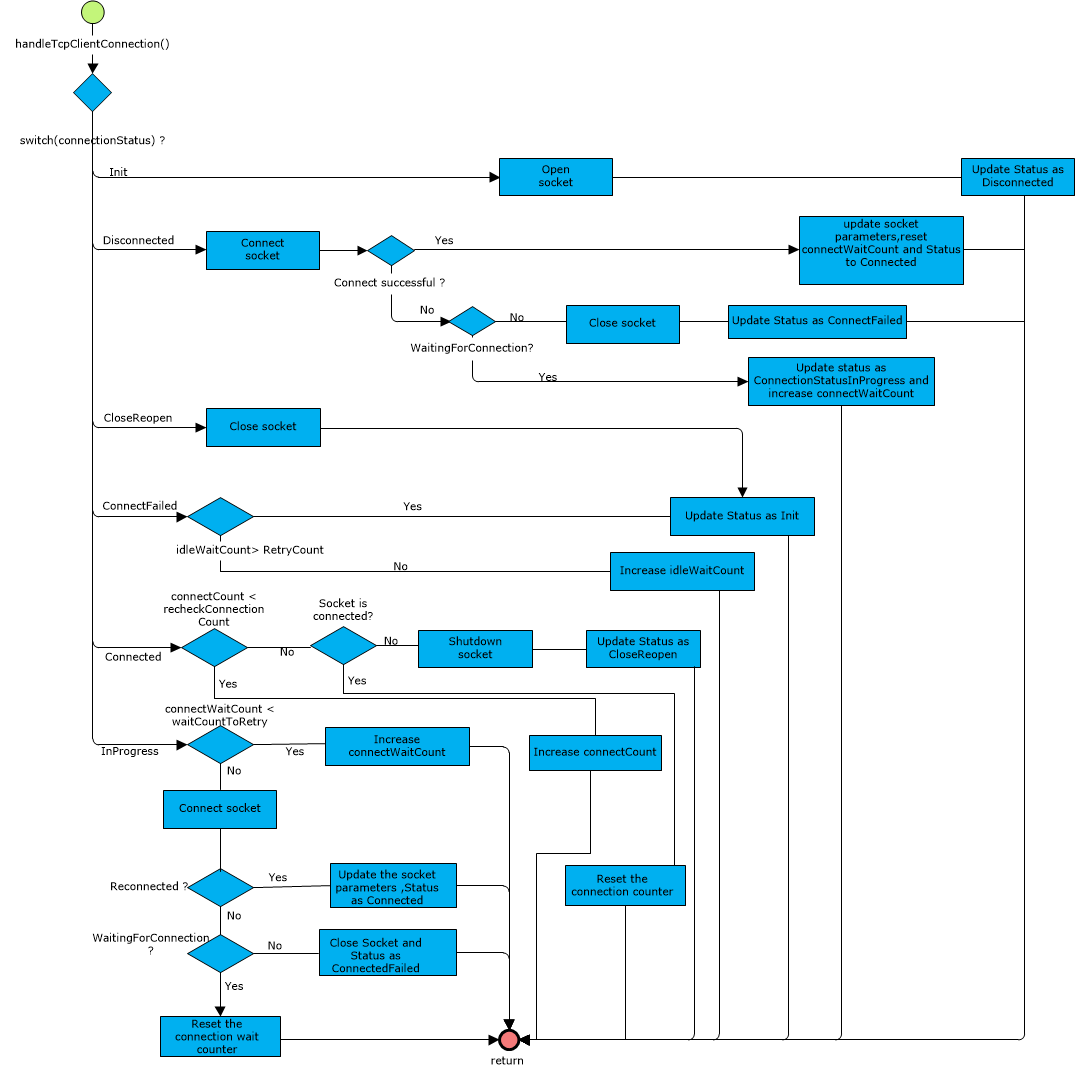 handleTcpClientConnection()
switch(connectionStatus) ?
Init
Open
socket
Update Status as
Disconnected
Disconnected
Connect
socket
Yes
update socket
parameters,reset
connectWaitCount and Status
to Connected
Connect successful ?
No
No
Close socket
Update Status as ConnectFailed
WaitingForConnection?
Yes
Update status as
ConnectionStatusInProgress and
increase connectWaitCount
CloseReopen
Close socket
ConnectFailed
Yes
Update Status as Init
idleWaitCount> RetryCount
No
Increase idleWaitCount
connectCount <
recheckConnection
Count
Socket is
connected?
Connected
No
No
Shutdown
socket
Update Status as
CloseReopen
Yes
Yes
connectWaitCount <
waitCountToRetry
InProgress
Yes
Increase
connectWaitCount
Increase connectCount
No
Connect socket
Reconnected ?
Yes
Update the socket
parameters ,Status
as Connected
Reset the
connection counter
No
WaitingForConnection
?
No
Close Socket and
Status as
ConnectedFailed
Yes
Reset the
connection wait
counter
return